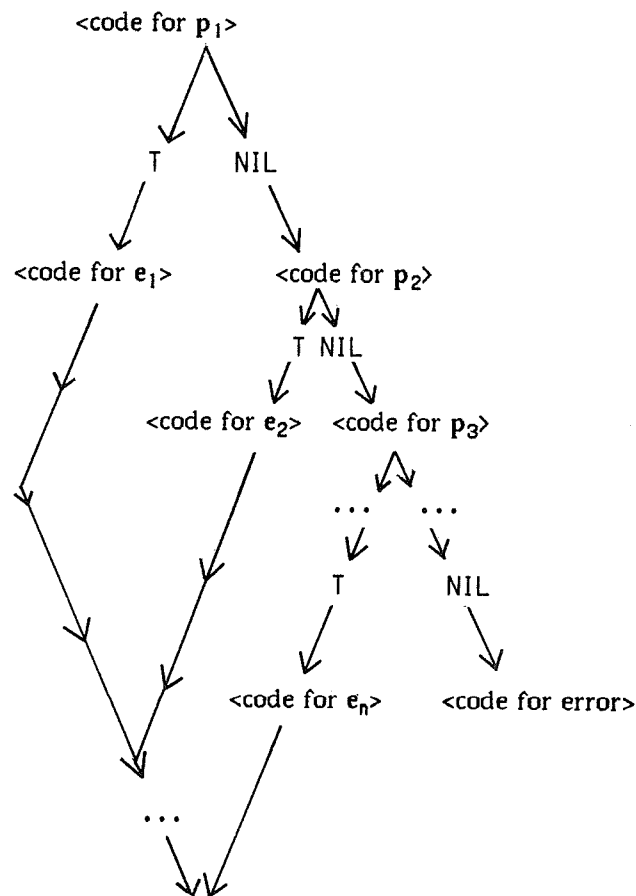 <code for p₁>
T NIL
<code for e₁> <code for p₂>
T NIL
<code for e₂> <code for p₃>
... ...
T NIL
<code for eₙ> <code for error>
...